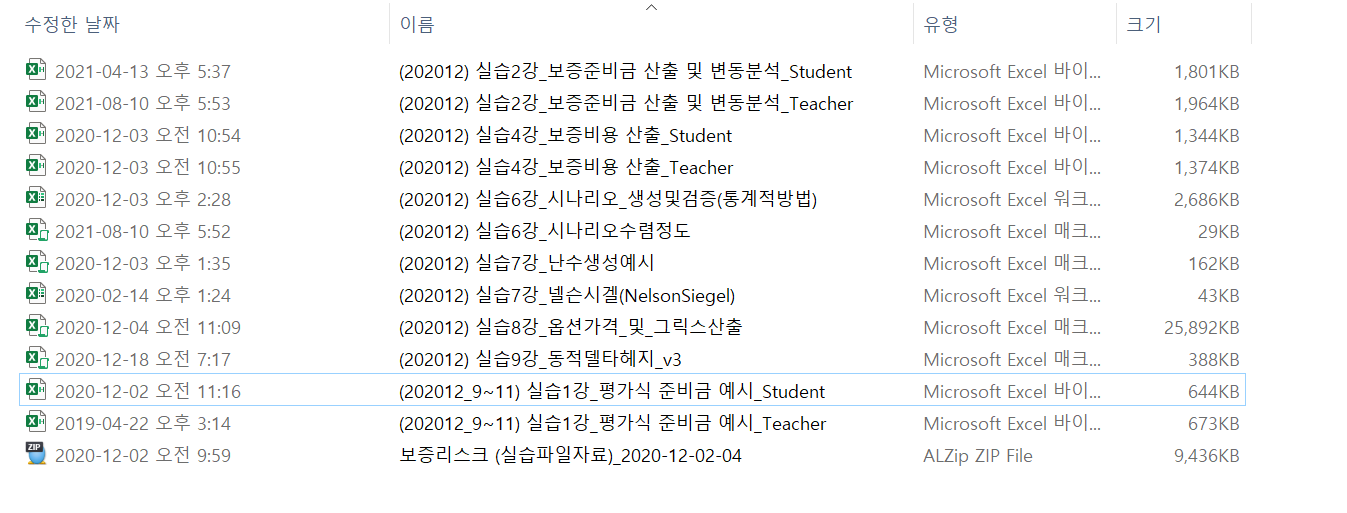 수정한 날짜 이름 유형 크기
2021-04-13 오후 5:37 (202012) 실습2강_보증준비금 산출 및 변동분석_Student Microsoft Excel 바이... 1,801KB
2021-08-10 오후 5:53 (202012) 실습2강_보증준비금 산출 및 변동분석_Teacher Microsoft Excel 바이... 1,964KB
2020-12-03 오전 10:54 (202012) 실습4강_보증비용 산출_Student Microsoft Excel 바이... 1,344KB
2020-12-03 오전 10:55 (202012) 실습4강_보증비용 산출_Teacher Microsoft Excel 바이... 1,374KB
2020-12-03 오후 2:28 (202012) 실습6강_시나리오_생성및검증(통계적방법) Microsoft Excel 워크... 2,686KB
2021-08-10 오후 5:52 (202012) 실습6강_시나리오수렴정도 Microsoft Excel 매크... 29KB
2020-12-03 오후 1:35 (202012) 실습7강_난수생성예시 Microsoft Excel 매크... 162KB
2020-02-14 오후 1:24 (202012) 실습7강_넬슨시겔(NelsonSiegel) Microsoft Excel 워크... 43KB
2020-12-04 오전 11:09 (202012) 실습8강_옵션가격_및_그릭스산출 Microsoft Excel 매크... 25,892KB
2020-12-18 오전 7:17 (202012) 실습9강_동적델타헤지_v3 Microsoft Excel 매크... 388KB
2020-12-02 오전 11:16 (202012_9~11) 실습1강_평가식 준비금 예시_Student Microsoft Excel 바이... 644KB
2019-04-22 오후 3:14 (202012_9~11) 실습1강_평가식 준비금 예시_Teacher Microsoft Excel 바이... 673KB
ZIP 2020-12-02 오전 9:59 보증리스크 (실습파일자료)_2020-12-02-04 ALZip ZIP File 9,436KB